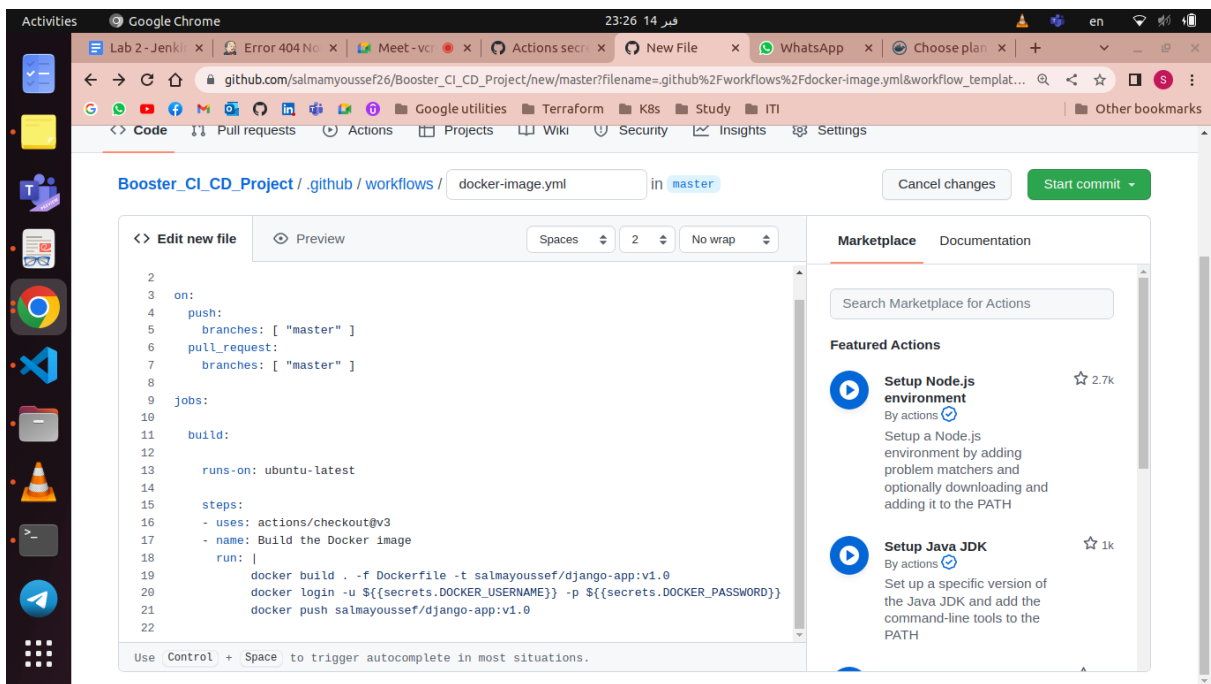 Activities Google Chrome 23:26 14 فبر en
Lab 2 - Jenkin Error 404 No Meet - vcr Actions secre New File WhatsApp Choose plan
github.com/salmamyoussef26/Booster_CI_CD_Project/new/master?filename=.github%2Fworkflows%2Fdocker-image.yml&workflow_templat... S
Google utilities Terraform K8s Study ITI Other bookmarks
Code Pull requests Actions Projects Wiki Security Insights Settings
Booster_CI_CD_Project / .github / workflows / docker-image.yml in master Cancel changes Start commit
Edit new file Preview Spaces 2 No wrap
2
3 on:
4 push:
5 branches: [ "master" ]
6 pull_request:
7 branches: [ "master" ]
8
9 jobs:
10
11 build:
12
13 runs-on: ubuntu-latest
14
15 steps:
16 - uses: actions/checkout@v3
17 - name: Build the Docker image
18 run: |
19 docker build . -f Dockerfile -t salmayoussef/django-app:v1.0
20 docker login -u ${{secrets.DOCKER_USERNAME}} -p ${{secrets.DOCKER_PASSWORD}}
21 docker push salmayoussef/django-app:v1.0
22
Use Control + Space to trigger autocomplete in most situations.
Marketplace Documentation
Search Marketplace for Actions
Featured Actions
Setup Node.js 2.7k
environment
By actions
Setup a Node.js
environment by adding
problem matchers and
optionally downloading and
adding it to the PATH
Setup Java JDK 1k
By actions
Set up a specific version of
the Java JDK and add the
command-line tools to the
PATH